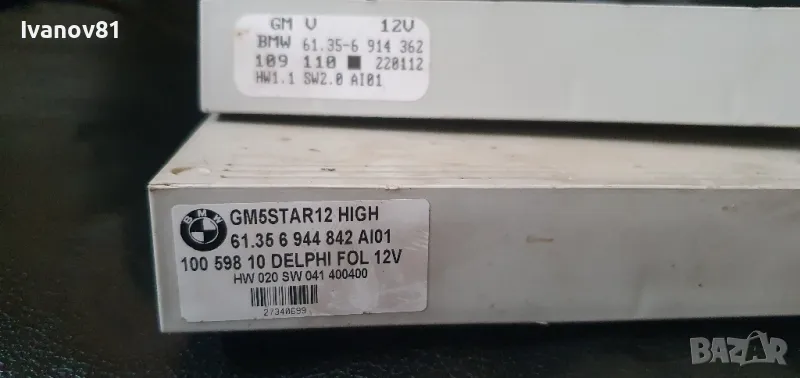 Ivanov81
GM V 12V
BMW 61.35-6 914 362
109 110 220112
HW1.1 SW2.0 AI01
BMW
GM5STAR12 HIGH
61.35 6 944 842 AI01
100 598 10 DELPHI FOL 12V
HW 020 SW 041 400400
27340699
BAZAR